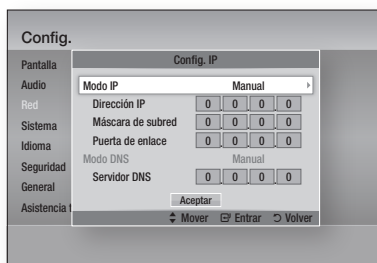 Config.
Pantalla
Audio
Red
Sistema
Idioma
Seguridad
General
Asistencia t
Config. IP
Modo IP Manual
Dirección IP 0 . 0 . 0 . 0
Máscara de subred 0 . 0 . 0 . 0
Puerta de enlace 0 . 0 . 0 . 0
Modo DNS Manual
Servidor DNS 0 . 0 . 0 . 0
Aceptar
Mover Entrar Volver